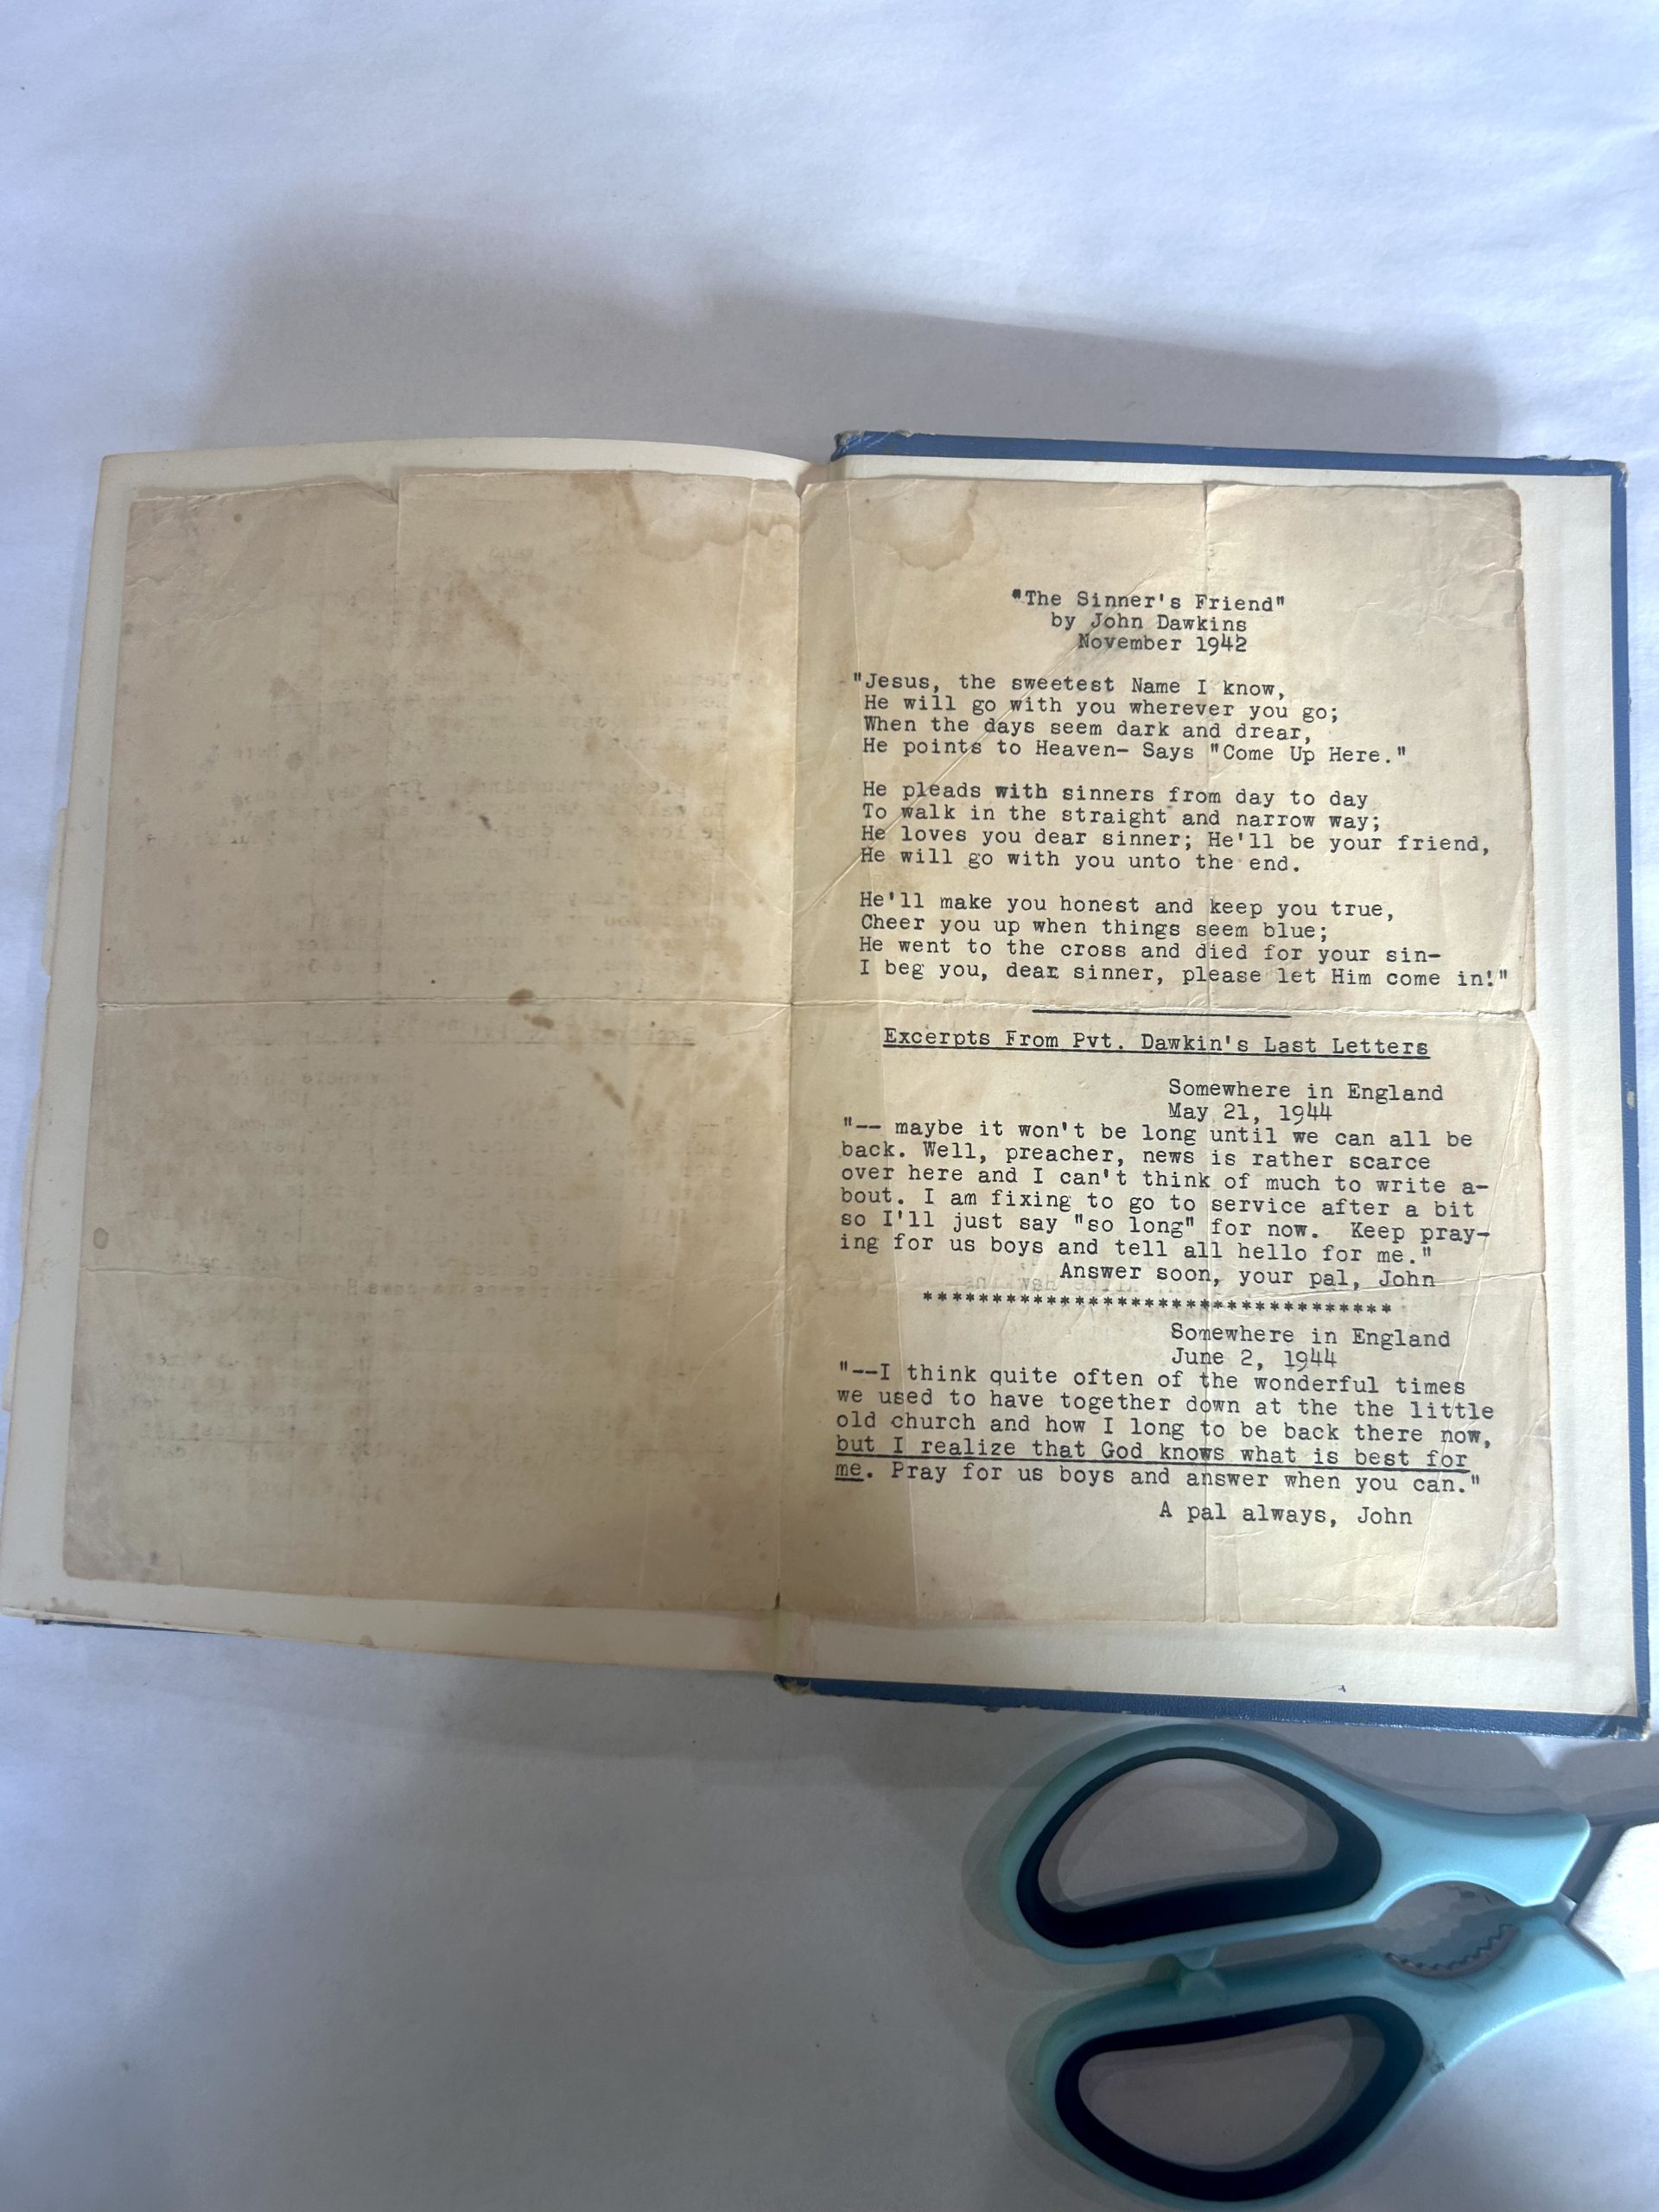 "The Sinner's Friend"
by John Dawkins
November 1942
"Jesus, the sweetest Name I know,
He will go with you wherever you go;
When the days seem dark and drear,
He points to Heaven- Says "Come Up Here."
He pleads with sinners from day to day
To walk in the straight and narrow way;
He loves you dear sinner; He'll be your friend,
He will go with you unto the end.
He'll make you honest and keep you true,
Cheer you up when things seem blue;
He went to the cross and died for your sin-
I beg you, dear sinner, please let Him come in!"
Excerpts From Pvt. Dawkin's Last Letters
Somewhere in England
May 21, 1944
"-- maybe it won't be long until we can all be
back. Well, preacher, news is rather scarce
over here and I can't think of much to write a-
bout. I am fixing to go to service after a bit
so I'll just say "so long" for now. Keep pray-
ing for us boys and tell all hello for me."
Answer soon, your pal, John
**********************************
Somewhere in England
June 2, 1944
"--I think quite often of the wonderful times
we used to have together down at the the little
old church and how I long to be back there now,
but I realize that God knows what is best for
me. Pray for us boys and answer when you can."
A pal always, John